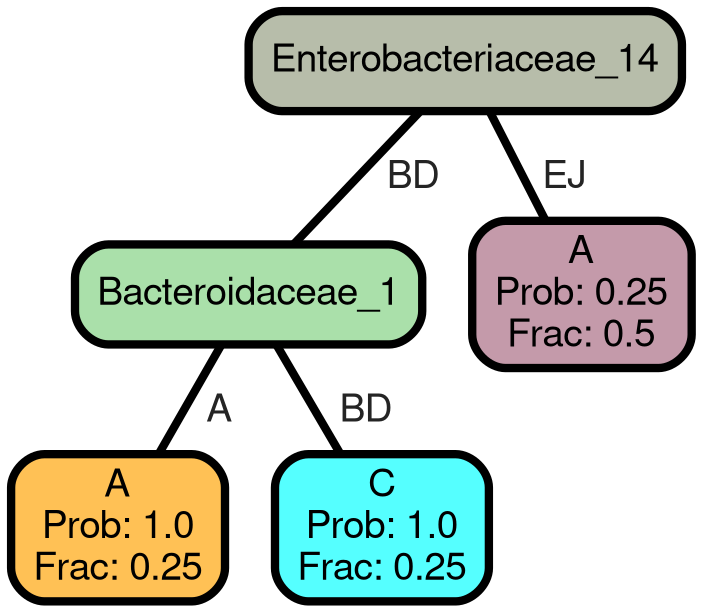 Enterobacteriaceae_14
BD
EJ
Bacteroidaceae_1
A
Prob: 0.25
Frac: 0.5
A
BD
A
Prob: 1.0
Frac: 0.25
C
Prob: 1.0
Frac: 0.25